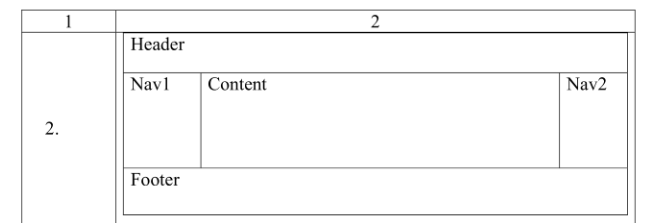 1 2
Header
Nav1 Content Nav2
2.
Footer